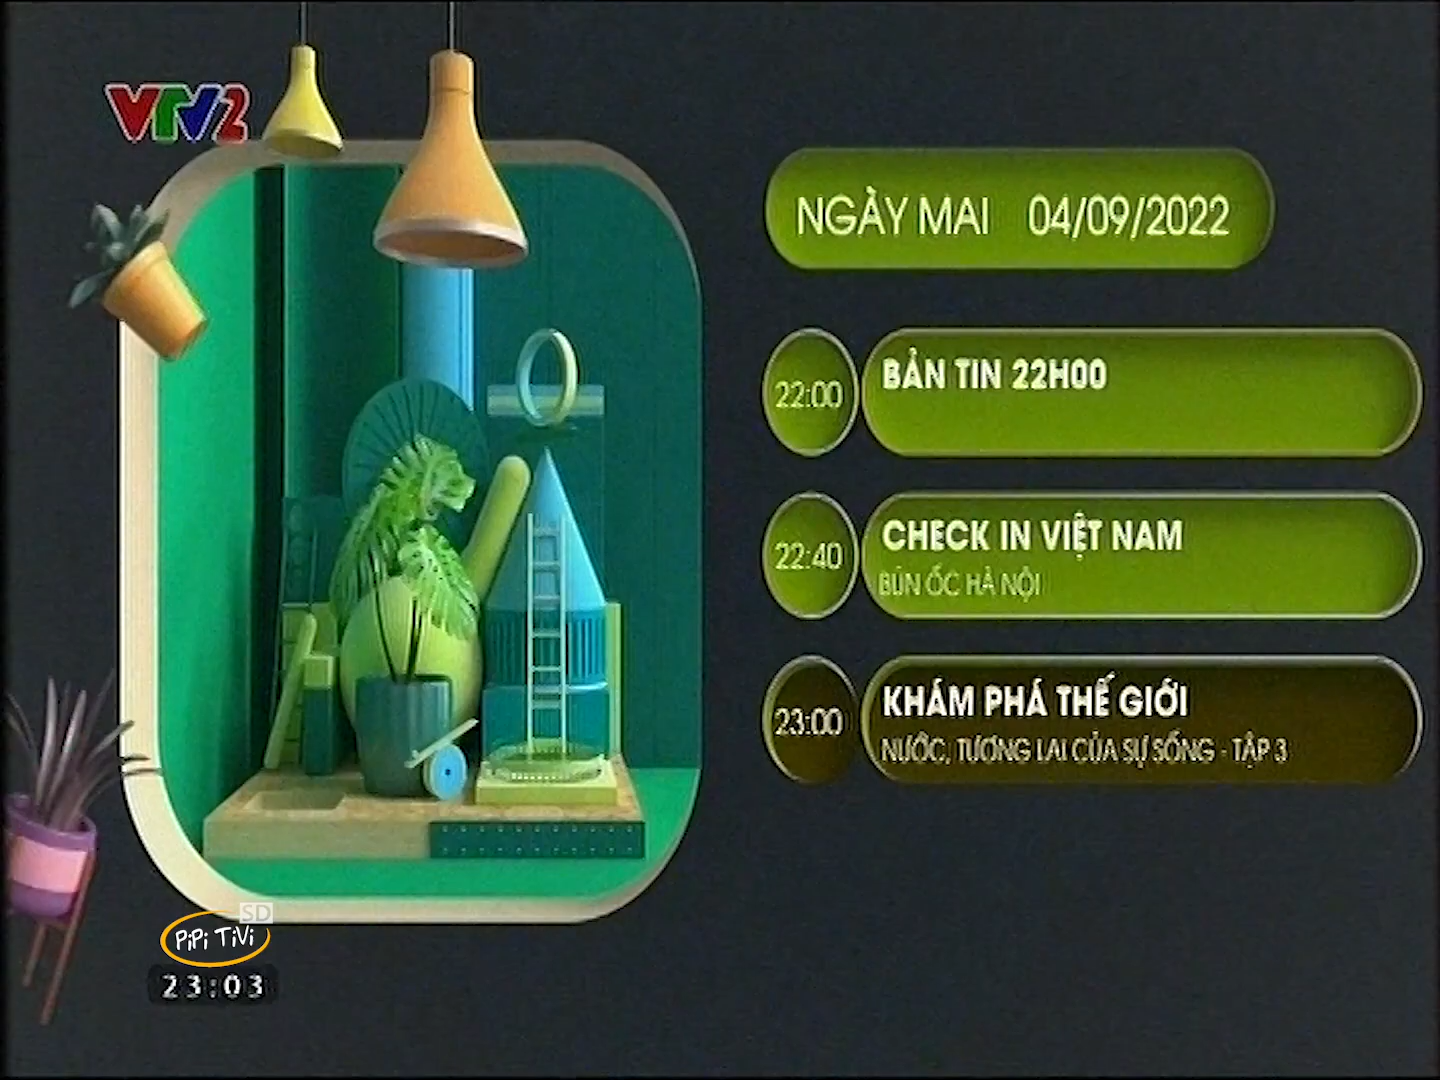 VTV2
NGÀY MAI 04/09/2022
22:00
BẢN TIN 22H00
22:40
CHECK IN VIỆT NAM
BÚN ỐC HÀ NỘI
23:00
KHÁM PHÁ THẾ GIỚI
NƯỚC, TƯƠNG LAI CỦA SỰ SỐNG - TẬP 3
SD
PiPi TiVi
23:03